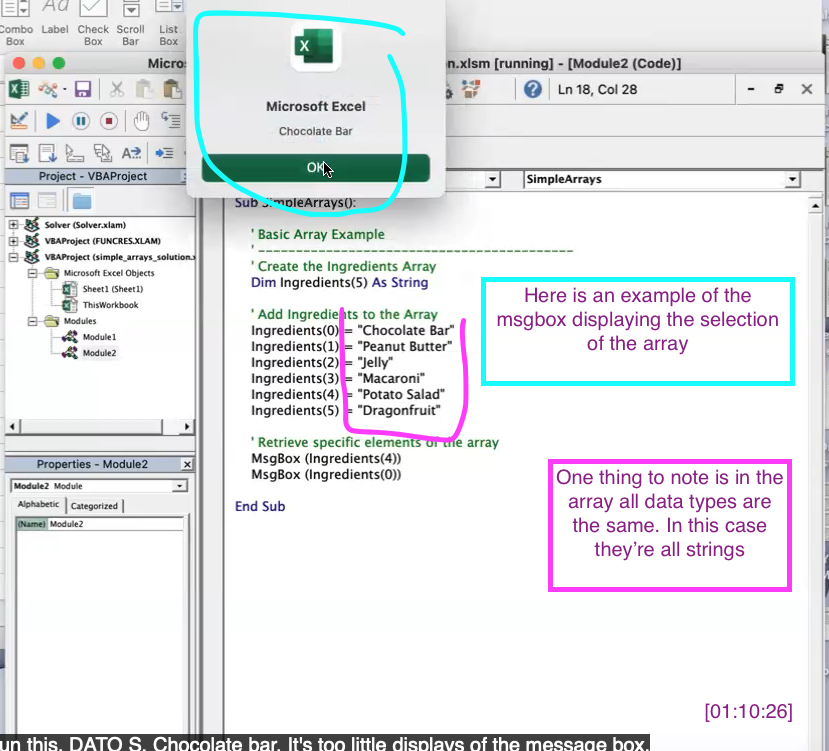 Combo
Box
Label
Check
Box
Scroll
Bar
List
Box
Aa
Microsoft Excel
Chocolate Bar
OK
Micro
n.xlsm [running] - [Module2 (Code)]
Ln 18, Col 28
Project - VBAProject
Solver (Solver.xlam)
VBAProject (FUNCRES.XLAM)
VBAProject (simple_arrays_solution.x
Microsoft Excel Objects
Sheet1 (Sheet1)
ThisWorkbook
Modules
Module1
Module2
Properties - Module2
Module2 Module
Alphabetic Categorized
(Name) Module2
SimpleArrays
Sub SimpleArrays():
' Basic Array Example
' ----------------------------------------
' Create the Ingredients Array
Dim Ingredients(5) As String
' Add Ingredients to the Array
Ingredients(0) = "Chocolate Bar"
Ingredients(1) = "Peanut Butter"
Ingredients(2) = "Jelly"
Ingredients(3) = "Macaroni"
Ingredients(4) = "Potato Salad"
Ingredients(5) = "Dragonfruit"
' Retrieve specific elements of the array
MsgBox (Ingredients(4))
MsgBox (Ingredients(0))
End Sub
Here is an example of the
msgbox displaying the selection
of the array
One thing to note is in the
array all data types are
the same. In this case
they're all strings
[01:10:26]
un this. DATO S. Chocolate bar. It's too little displays of the message box.